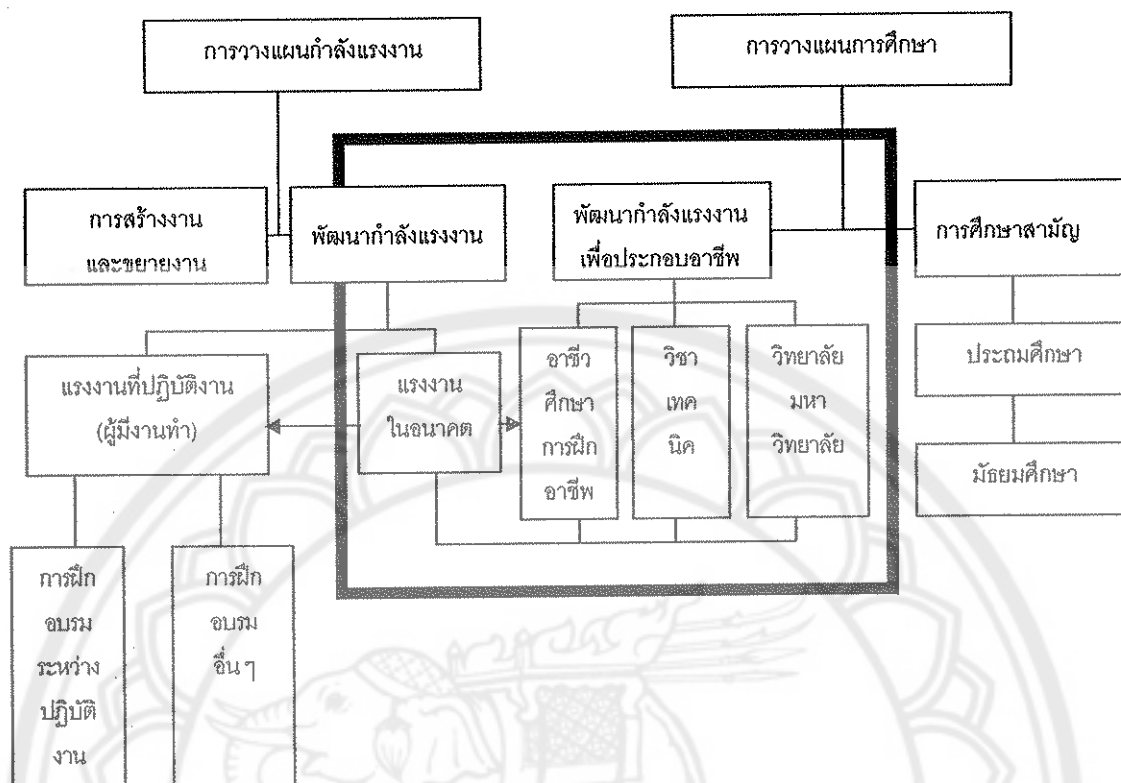 การวางแผนกำลังแรงงาน
การวางแผนการศึกษา
การสร้างงาน
และขยายงาน
พัฒนากำลังแรงงาน
พัฒนากำลังแรงงาน
เพื่อประกอบอาชีพ
การศึกษาสามัญ
แรงงานที่ปฏิบัติงาน
(ผู้มีงานทำ)
แรงงาน
ในอนาคต
อาชีว
ศึกษา
การฝึก
อาชีพ
วิชา
เทค
นิค
วิทยาลัย
มหา
วิทยาลัย
ประถมศึกษา
มัธยมศึกษา
การฝึก
อบรม
ระหว่าง
ปฏิบัติ
งาน
การฝึก
อบรม
อื่นๆ